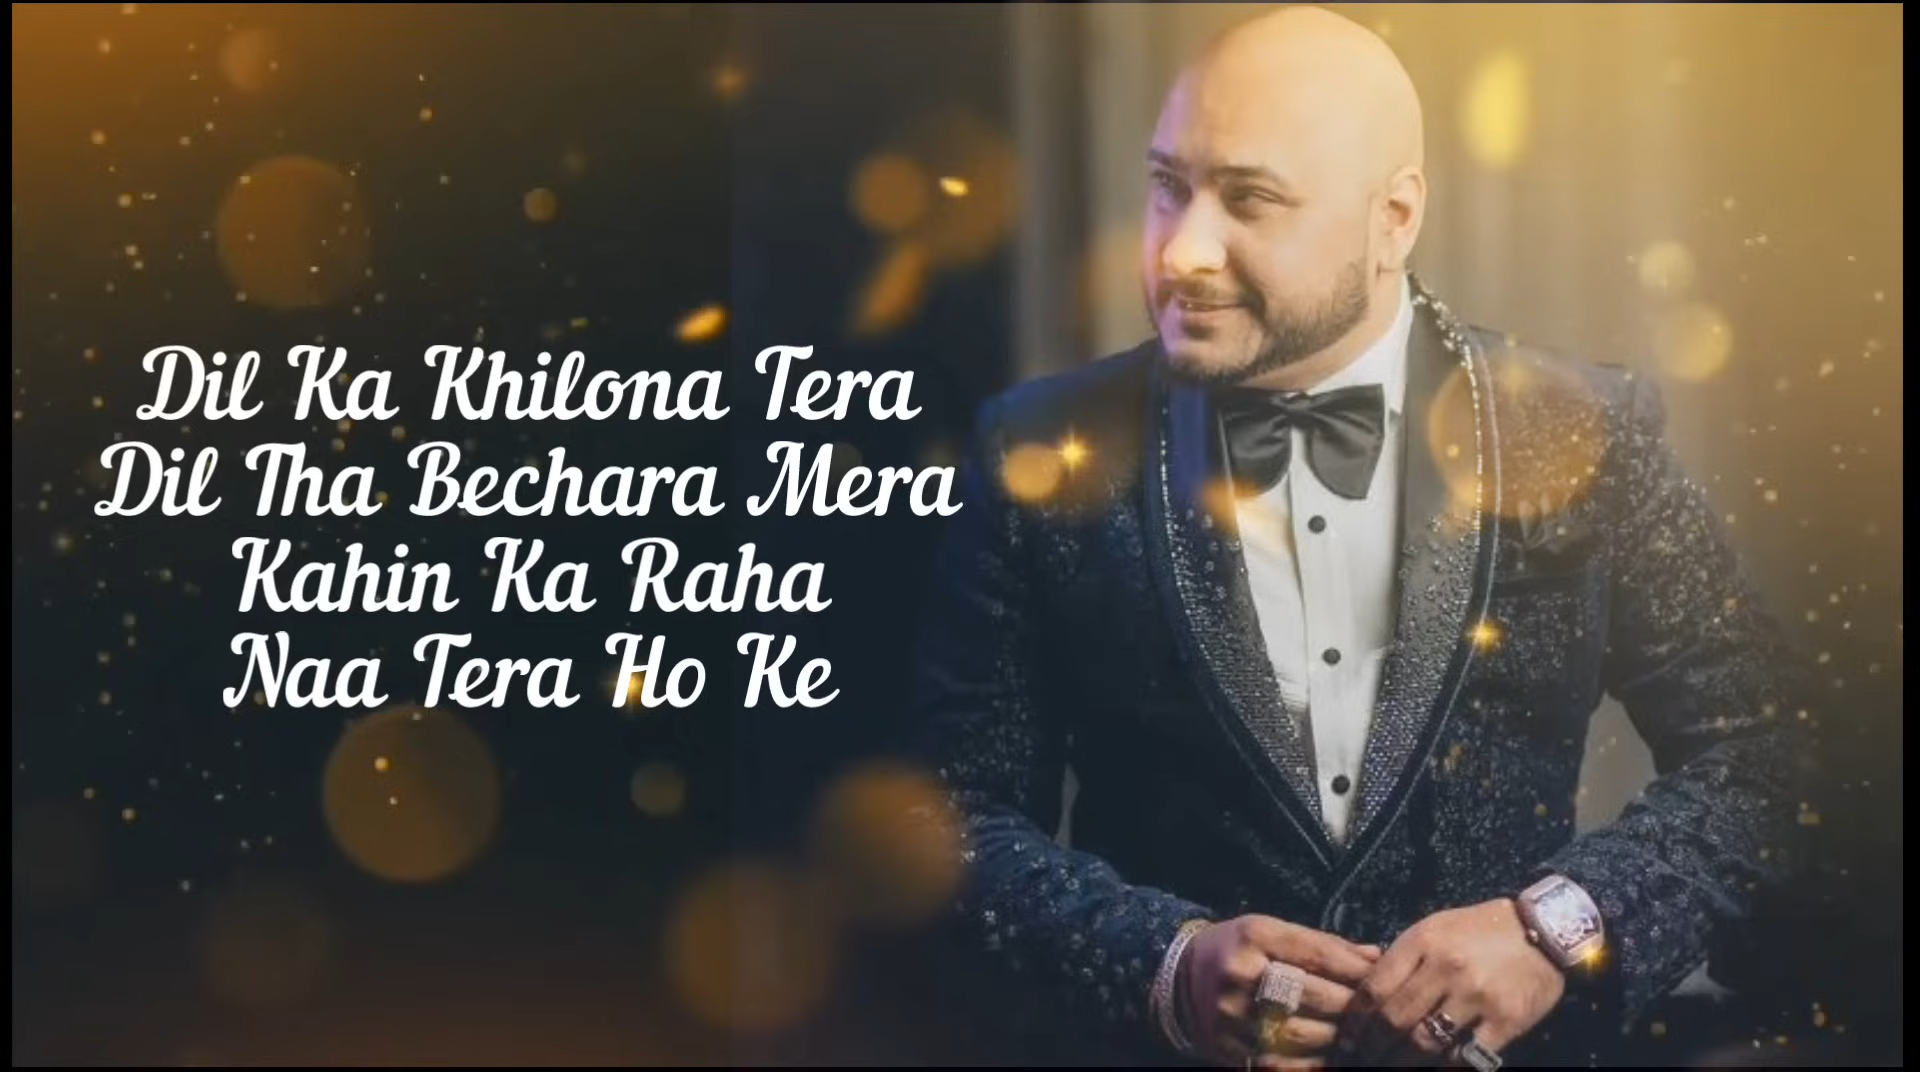 Dil Ka Khilona Tera
Dil Tha Bechara Mera
Kahin Ka Raha
Naa Tera Ho Ke